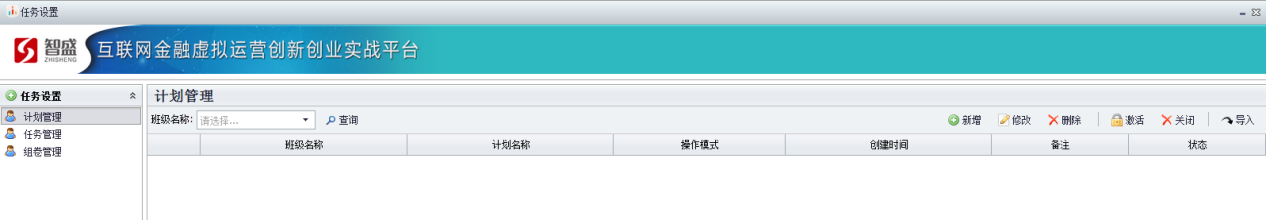 任务设置
智盛 ZHISHENG 互联网金融虚拟运营创新创业实战平台
任务设置
计划管理
任务管理
组卷管理
计划管理
班级名称: 请选择... 查询 新增 修改 删除 激活 关闭 导入
班级名称 计划名称 操作模式 创建时间 备注 状态